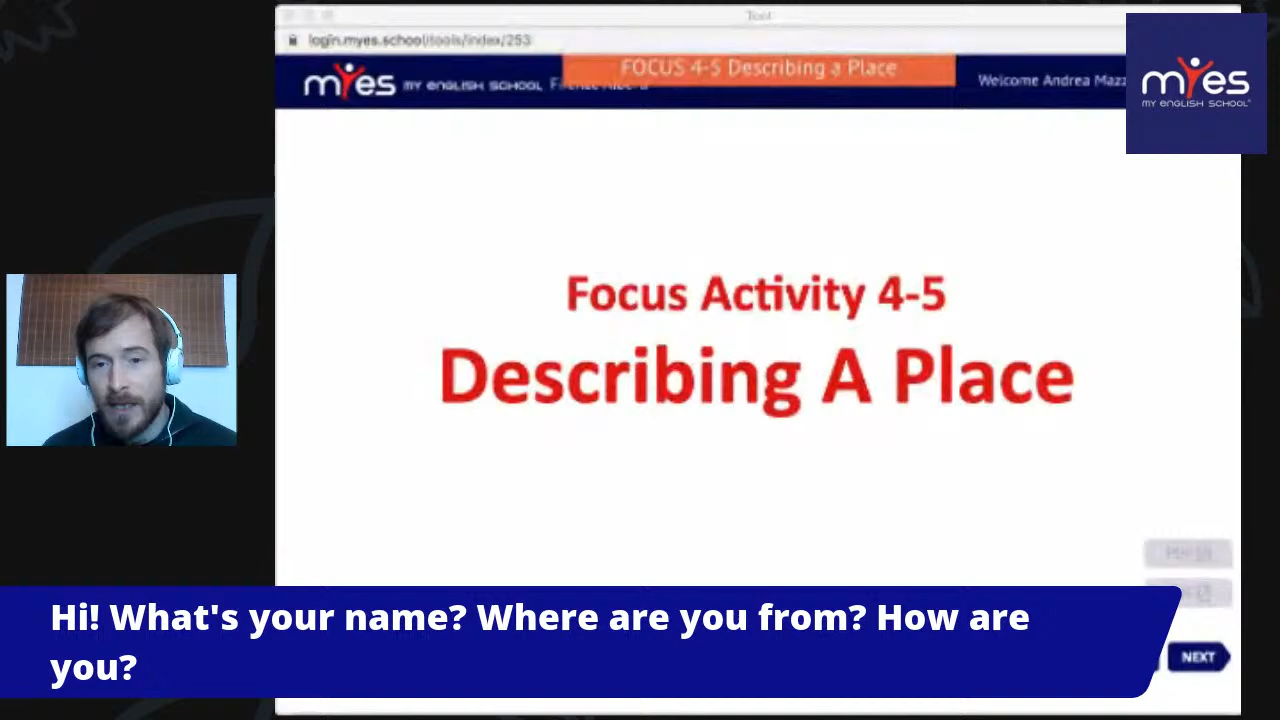 Tool
login.myes.school/tools/index/253
FOCUS 4-5 Describing a Place
myes MY ENGLISH SCHOOL
Welcome Andrea Mazz
myes
MY ENGLISH SCHOOL
Focus Activity 4-5
Describing A Place
Hi! What's your name? Where are you from? How are
you?
NEXT